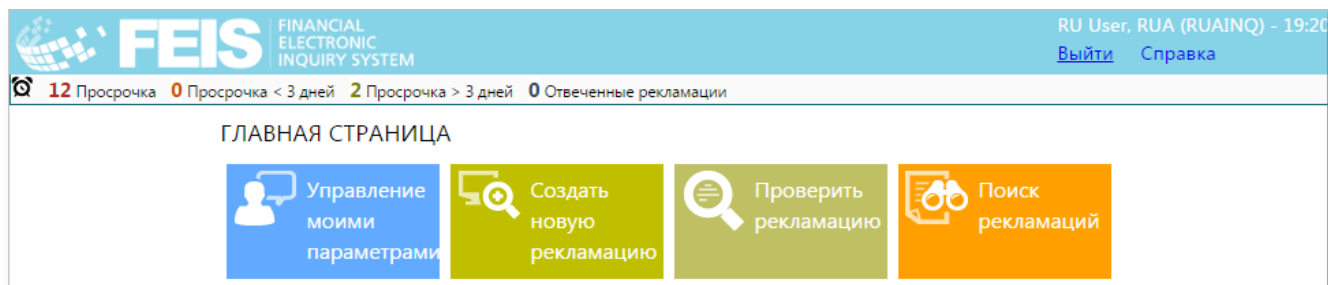 FEIS
FINANCIAL
ELECTRONIC
INQUIRY SYSTEM
RU User, RUA (RUAINQ) - 19:20
Выйти Справка
12 Просрочка 0 Просрочка < 3 дней 2 Просрочка > 3 дней 0 Отвеченные рекламации
ГЛАВНАЯ СТРАНИЦА
Управление
моими
параметрами
Создать
новую
рекламацию
Проверить
рекламацию
Поиск
рекламаций